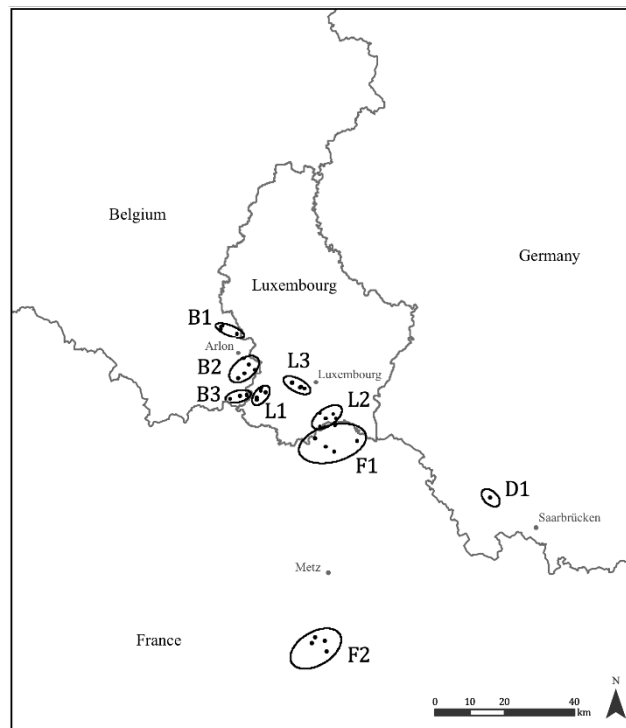 Belgium
Germany
Luxembourg
B1
Arlon
B2
L3
Luxembourg
B3
L1
L2
F1
D1
Saarbrücken
Metz
France
F2
N
0 10 20 40
km